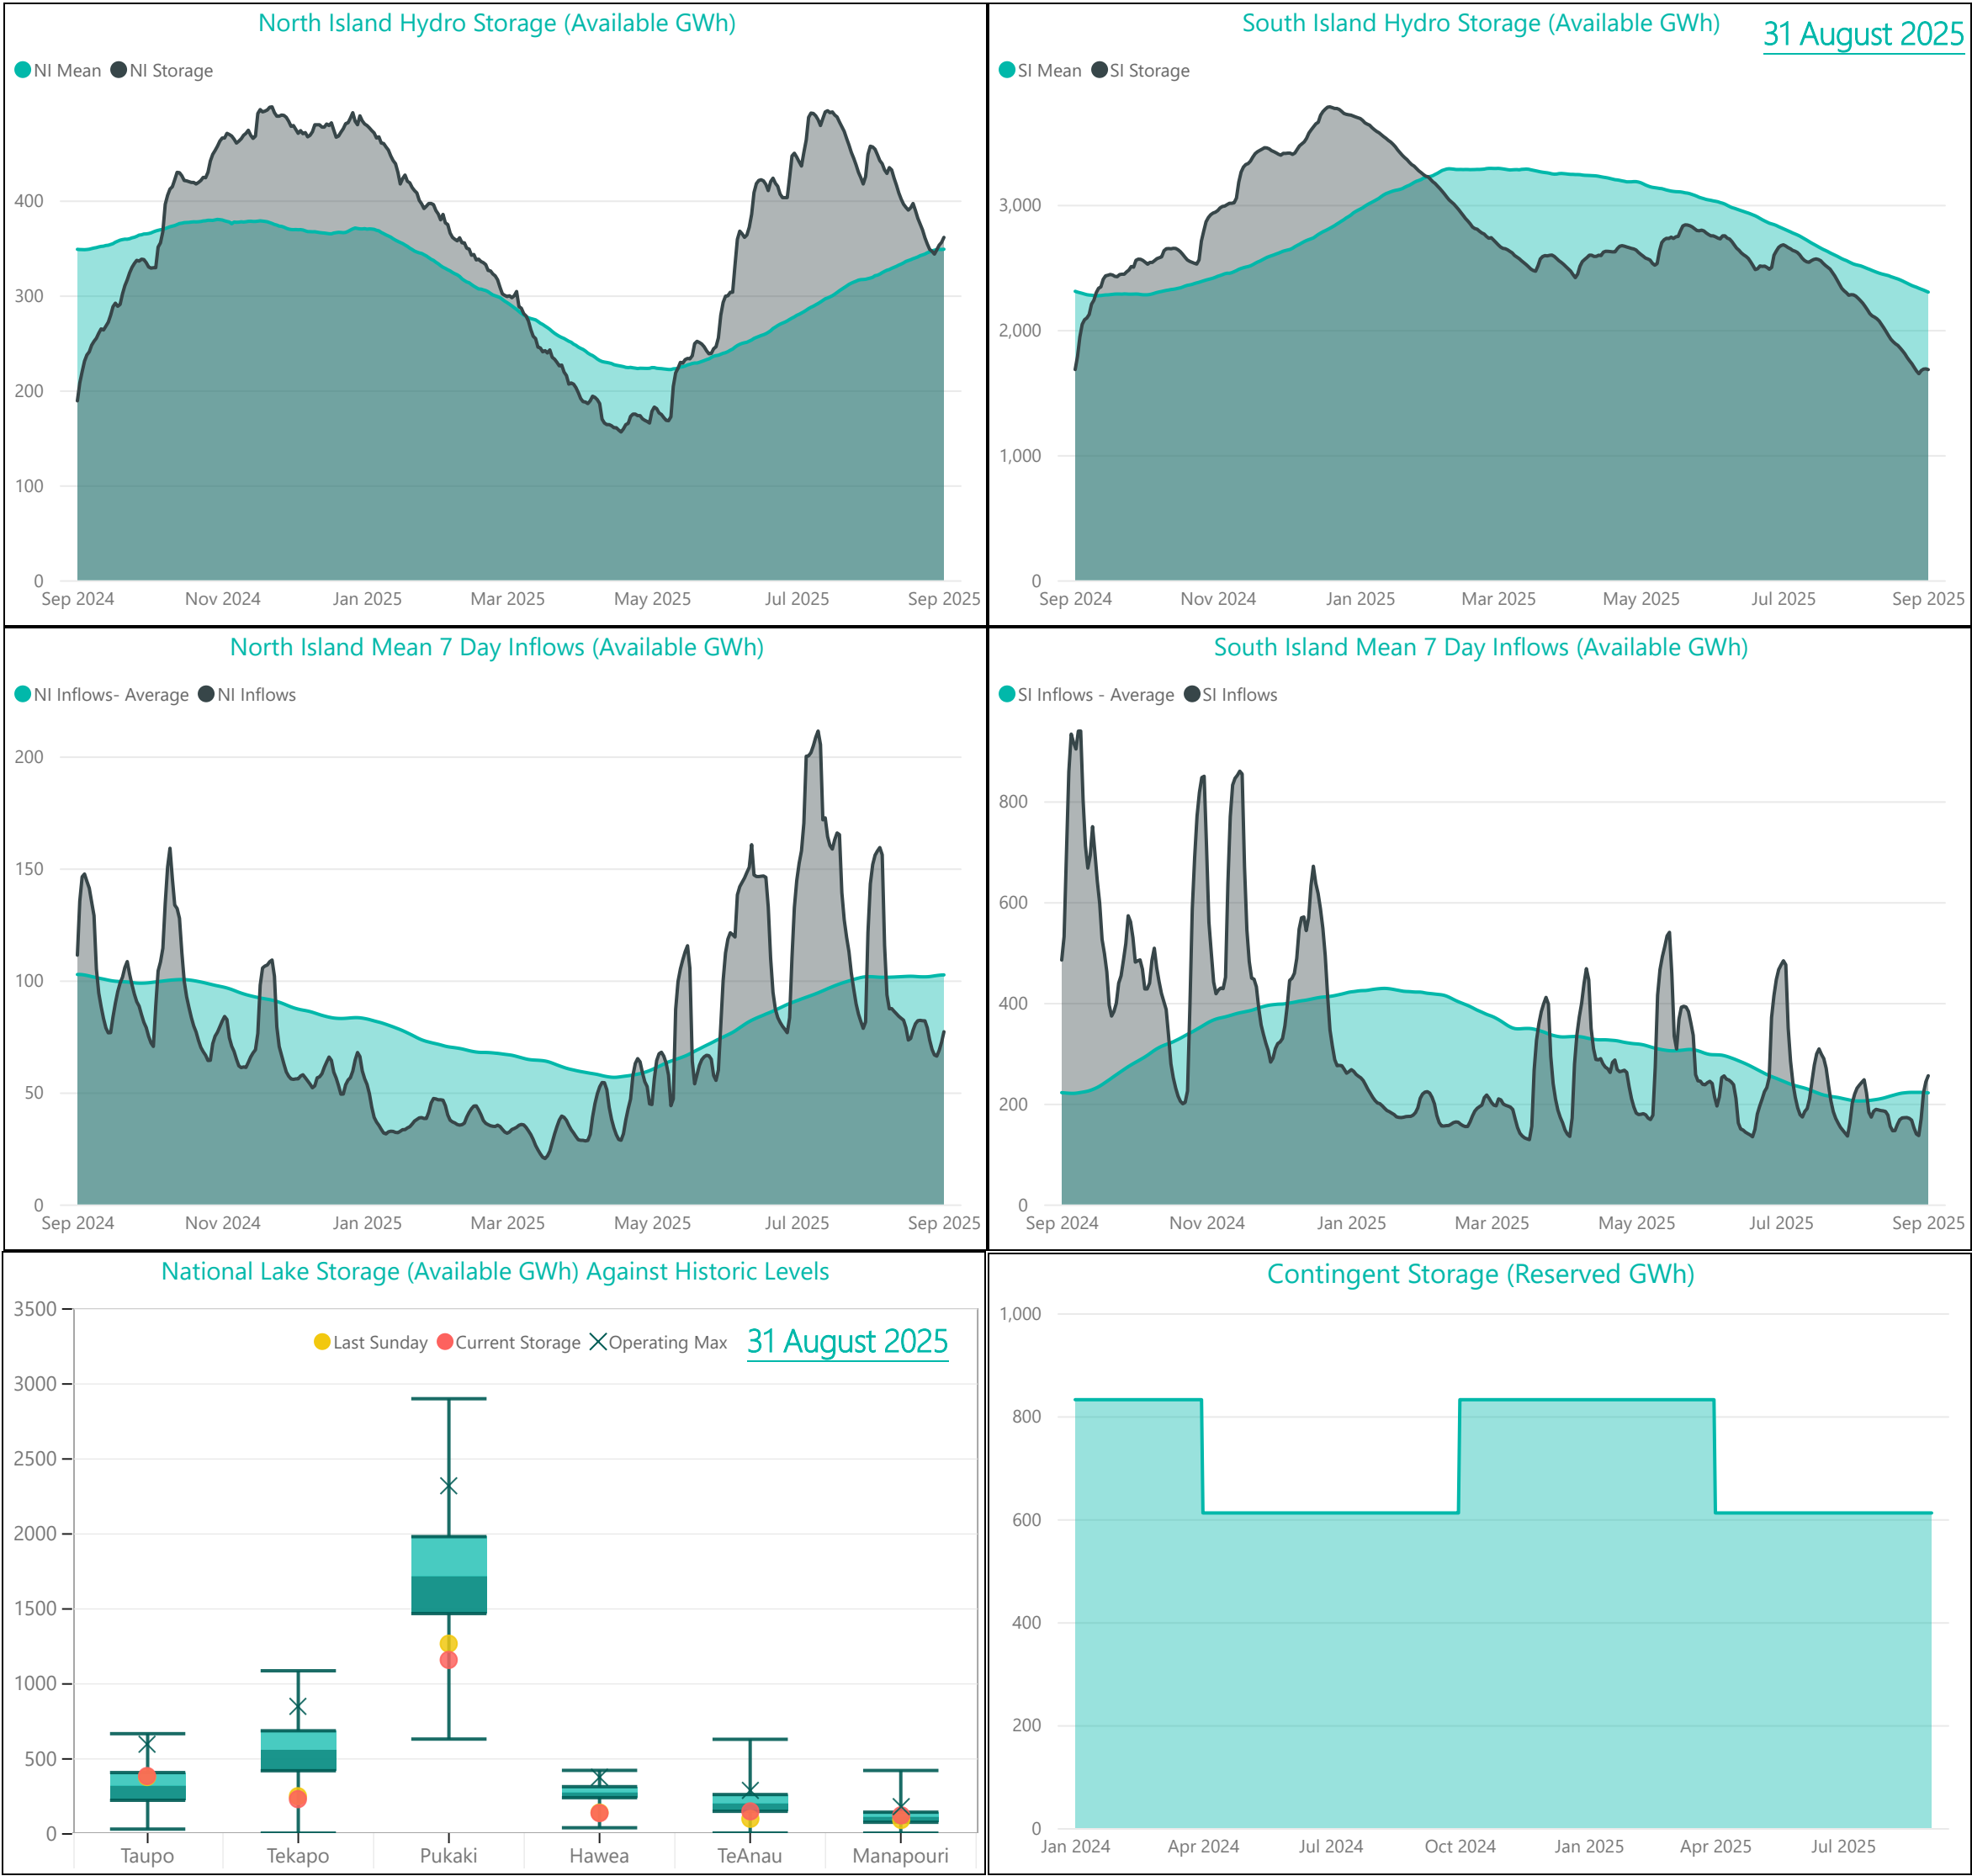 North Island Hydro Storage (Available GWh)
NI Mean NI Storage
400
300
200
100
0
Sep 2024 Nov 2024 Jan 2025 Mar 2025 May 2025 Jul 2025 Sep 2025
South Island Hydro Storage (Available GWh)
31 August 2025
SI Mean SI Storage
3,000
2,000
1,000
0
Sep 2024 Nov 2024 Jan 2025 Mar 2025 May 2025 Jul 2025 Sep 2025
North Island Mean 7 Day Inflows (Available GWh)
NI Inflows- Average NI Inflows
200
150
100
50
0
Sep 2024 Nov 2024 Jan 2025 Mar 2025 May 2025 Jul 2025 Sep 2025
South Island Mean 7 Day Inflows (Available GWh)
SI Inflows - Average SI Inflows
800
600
400
200
0
Sep 2024 Nov 2024 Jan 2025 Mar 2025 May 2025 Jul 2025 Sep 2025
National Lake Storage (Available GWh) Against Historic Levels
Last Sunday Current Storage Operating Max 31 August 2025
3500
3000
2500
2000
1500
1000
500
0
Taupo Tekapo Pukaki Hawea TeAnau Manapouri
Contingent Storage (Reserved GWh)
1,000
800
600
400
200
0
Jan 2024 Apr 2024 Jul 2024 Oct 2024 Jan 2025 Apr 2025 Jul 2025